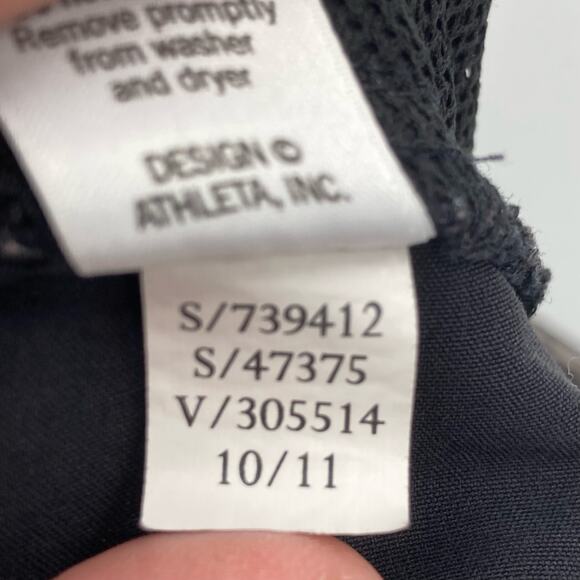 Remove promptly
from washer
and dryer
DESIGN ©
ATHLETA, INC.
S/739412
S/47375
V/305514
10/11